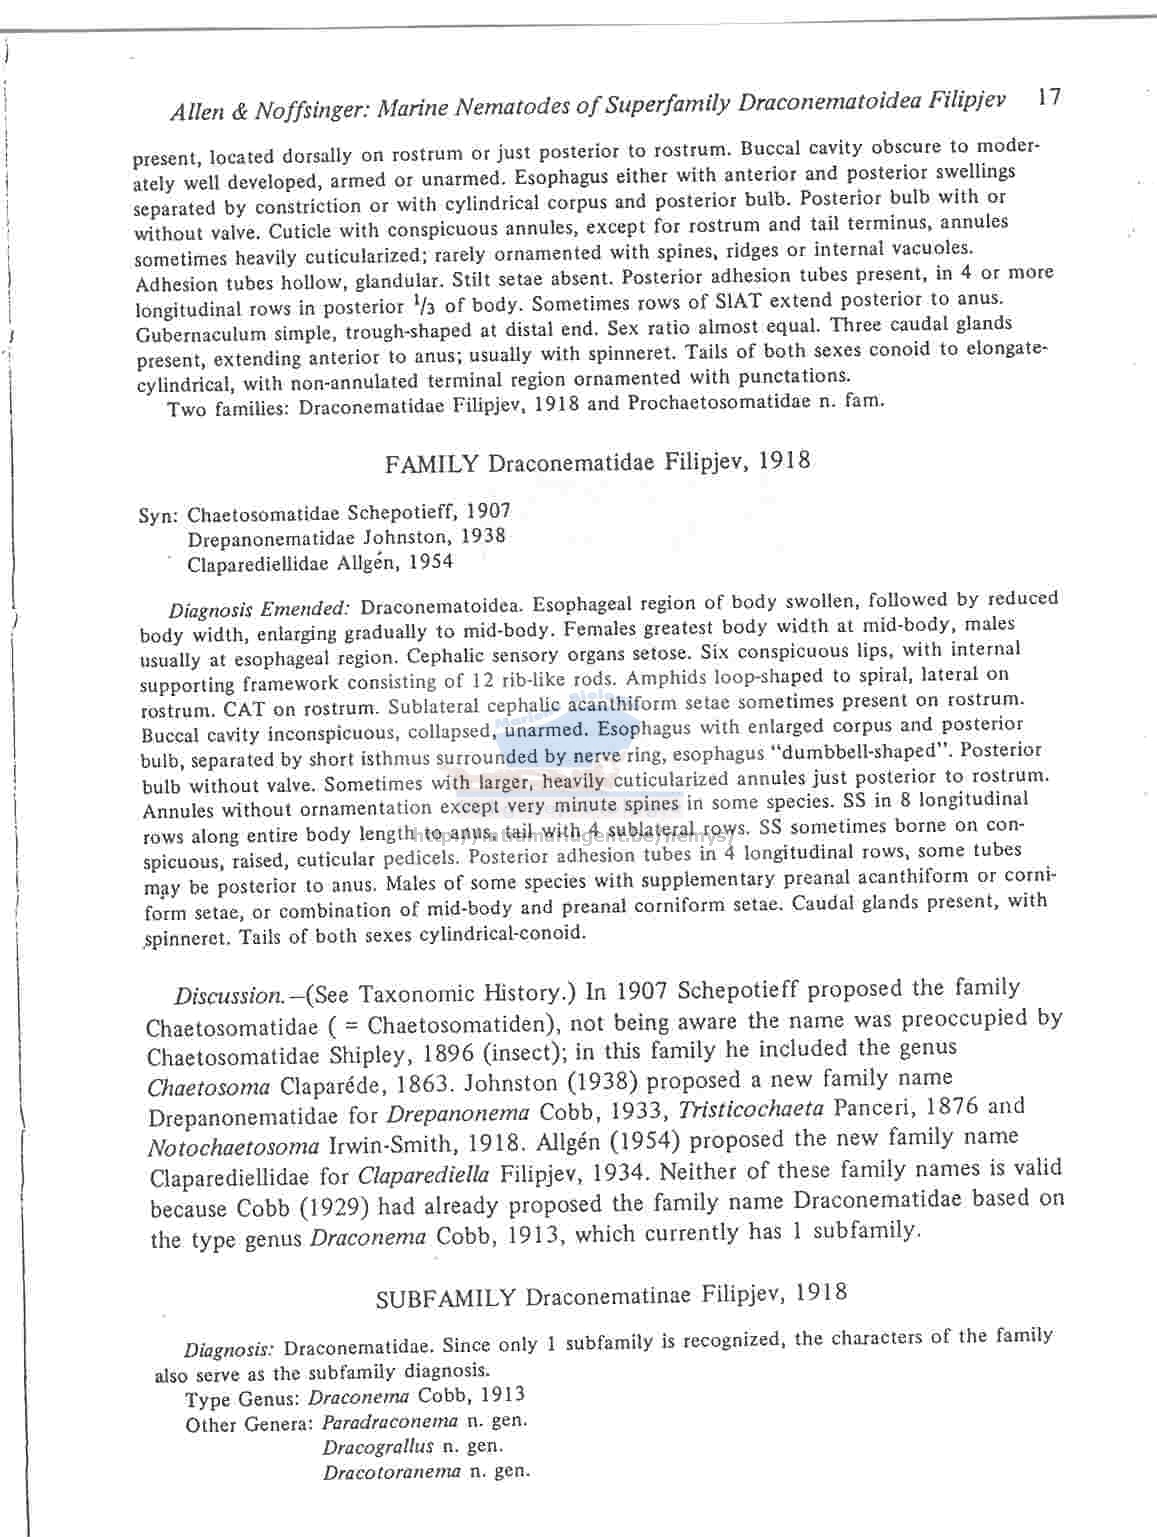 Allen & Noffsinger: Marine Nematodes of Superfamily Draconematoidea Filipjev 17
present, located dorsally on rostrum or just posterior to rostrum. Buccal cavity obscure to moder-
ately well developed, armed or unarmed. Esophagus either with anterior and posterior swellings
separated by constriction or with cylindrical corpus and posterior bulb. Posterior bulb with or
without valve. Cuticle with conspicuous annules, except for rostrum and tail terminus, annules
sometimes heavily cuticularized; rarely ornamented with spines, ridges or internal vacuoles.
Adhesion tubes hollow, glandular. Stilt setae absent. Posterior adhesion tubes present, in 4 or more
longitudinal rows in posterior 1/3 of body. Sometimes rows of SlAT extend posterior to anus.
Gubernaculum simple, trough-shaped at distal end. Sex ratio almost equal. Three caudal glands
present, extending anterior to anus; usually with spinneret. Tails of both sexes conoid to elongate-
cylindrical, with non-annulated terminal region ornamented with punctations.
Two families: Draconematidae Filipjev, 1918 and Prochaetosomatidae n. fam.
FAMILY Draconematidae Filipjev, 1918
Syn: Chaetosomatidae Schepotieff, 1907
Drepanonematidae Johnston, 1938
Claparediellidae Allgén, 1954
Diagnosis Emended: Draconematoidea. Esophageal region of body swollen, followed by reduced
body width, enlarging gradually to mid-body. Females greatest body width at mid-body, males
usually at esophageal region. Cephalic sensory organs setose. Six conspicuous lips, with internal
supporting framework consisting of 12 rib-like rods. Amphids loop-shaped to spiral, lateral on
rostrum. CAT on rostrum. Sublateral cephalic acanthiform setae sometimes present on rostrum.
Buccal cavity inconspicuous, collapsed, unarmed. Esophagus with enlarged corpus and posterior
bulb, separated by short isthmus surrounded by nerve ring, esophagus "dumbbell-shaped". Posterior
bulb without valve. Sometimes with larger, heavily cuticularized annules just posterior to rostrum.
Annules without ornamentation except very minute spines in some species. SS in 8 longitudinal
rows along entire body length to anus, tail with 4 sublateral rows. SS sometimes borne on con-
spicuous, raised, cuticular pedicels. Posterior adhesion tubes in 4 longitudinal rows, some tubes
may be posterior to anus. Males of some species with supplementary preanal acanthiform or corni-
form setae, or combination of mid-body and preanal corniform setae. Caudal glands present, with
spinneret. Tails of both sexes cylindrical-conoid.
Discussion.—(See Taxonomic History.) In 1907 Schepotieff proposed the family
Chaetosomatidae ( = Chaetosomatiden), not being aware the name was preoccupied by
Chaetosomatidae Shipley, 1896 (insect); in this family he included the genus
Chaetosoma Claparéde, 1863. Johnston (1938) proposed a new family name
Drepanonematidae for Drepanonema Cobb, 1933, Tristicochaeta Panceri, 1876 and
Notochaetosoma Irwin-Smith, 1918. Allgén (1954) proposed the new family name
Claparediellidae for Claparediella Filipjev, 1934. Neither of these family names is valid
because Cobb (1929) had already proposed the family name Draconematidae based on
the type genus Draconema Cobb, 1913, which currently has 1 subfamily.
SUBFAMILY Draconematinae Filipjev, 1918
Diagnosis: Draconematidae. Since only 1 subfamily is recognized, the characters of the family
also serve as the subfamily diagnosis.
Type Genus: Draconema Cobb, 1913
Other Genera: Paradraconema n. gen.
Dracograllus n. gen.
Dracotoranema n. gen.